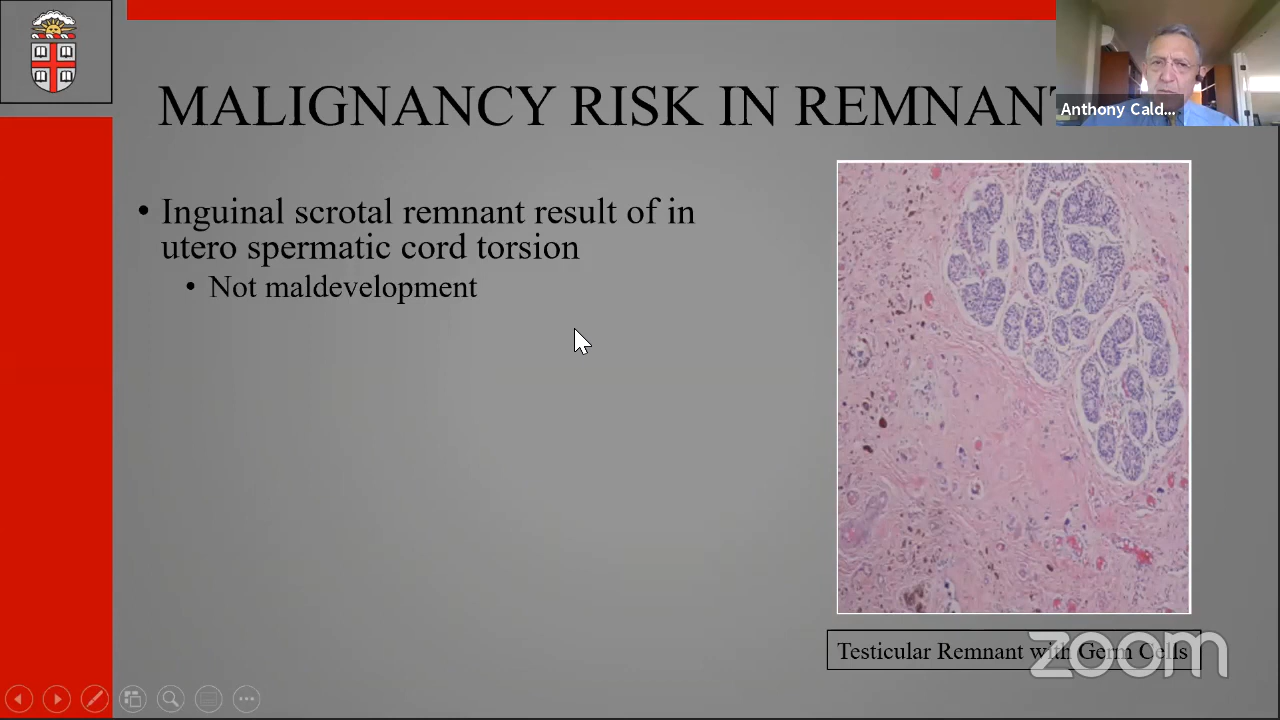 MALIGNANCY RISK IN REMNANT
Anthony Cald...
• Inguinal scrotal remnant result of in
utero spermatic cord torsion
• Not maldevelopment
Testicular Remnant with Germ Cells
zoom